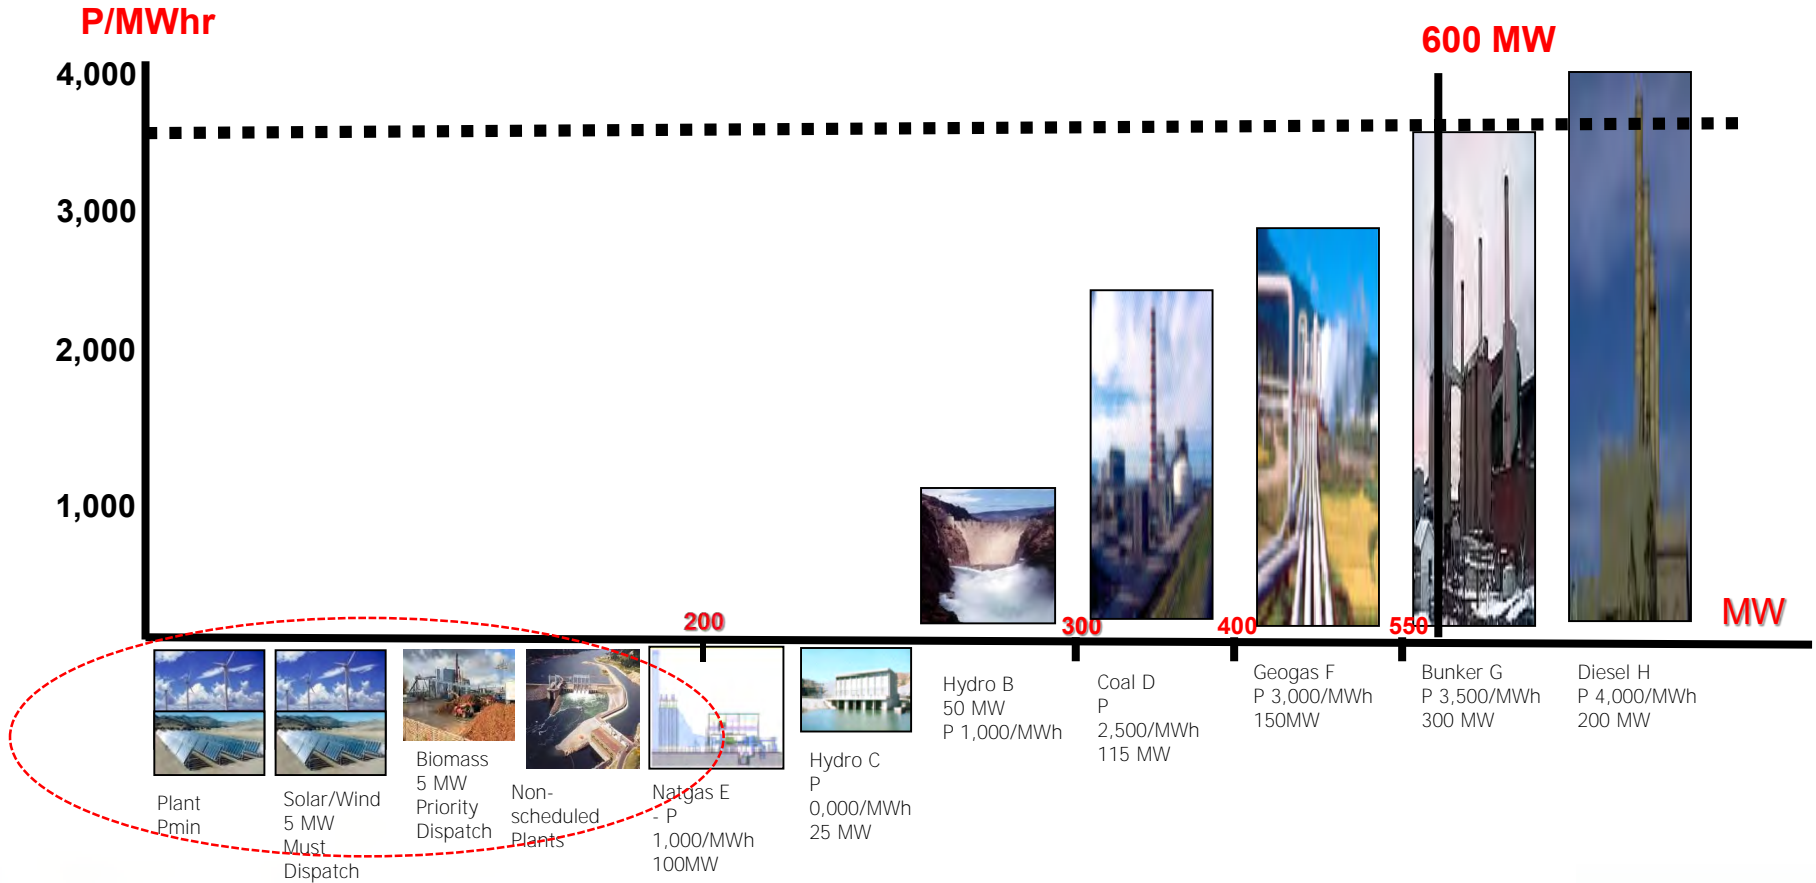 P/MWhr
600 MW
4,000
3,000
2,000
1,000
MW
200
300
400
550
Plant
Pmin
Solar/Wind
5 MW
Must
Dispatch
Biomass
5 MW
Priority
Dispatch
Non-
scheduled
Plants
Natgas E
- P
1,000/MWh
100MW
Hydro C
P
0,000/MWh
25 MW
Hydro B
50 MW
P 1,000/MWh
Coal D
P
2,500/MWh
115 MW
Geogas F
P 3,000/MWh
150MW
Bunker G
P 3,500/MWh
300 MW
Diesel H
P 4,000/MWh
200 MW